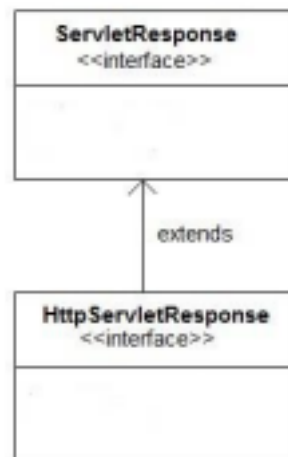 ServletResponse
<<interface>>
extends
HttpServletResponse
<<interface>>